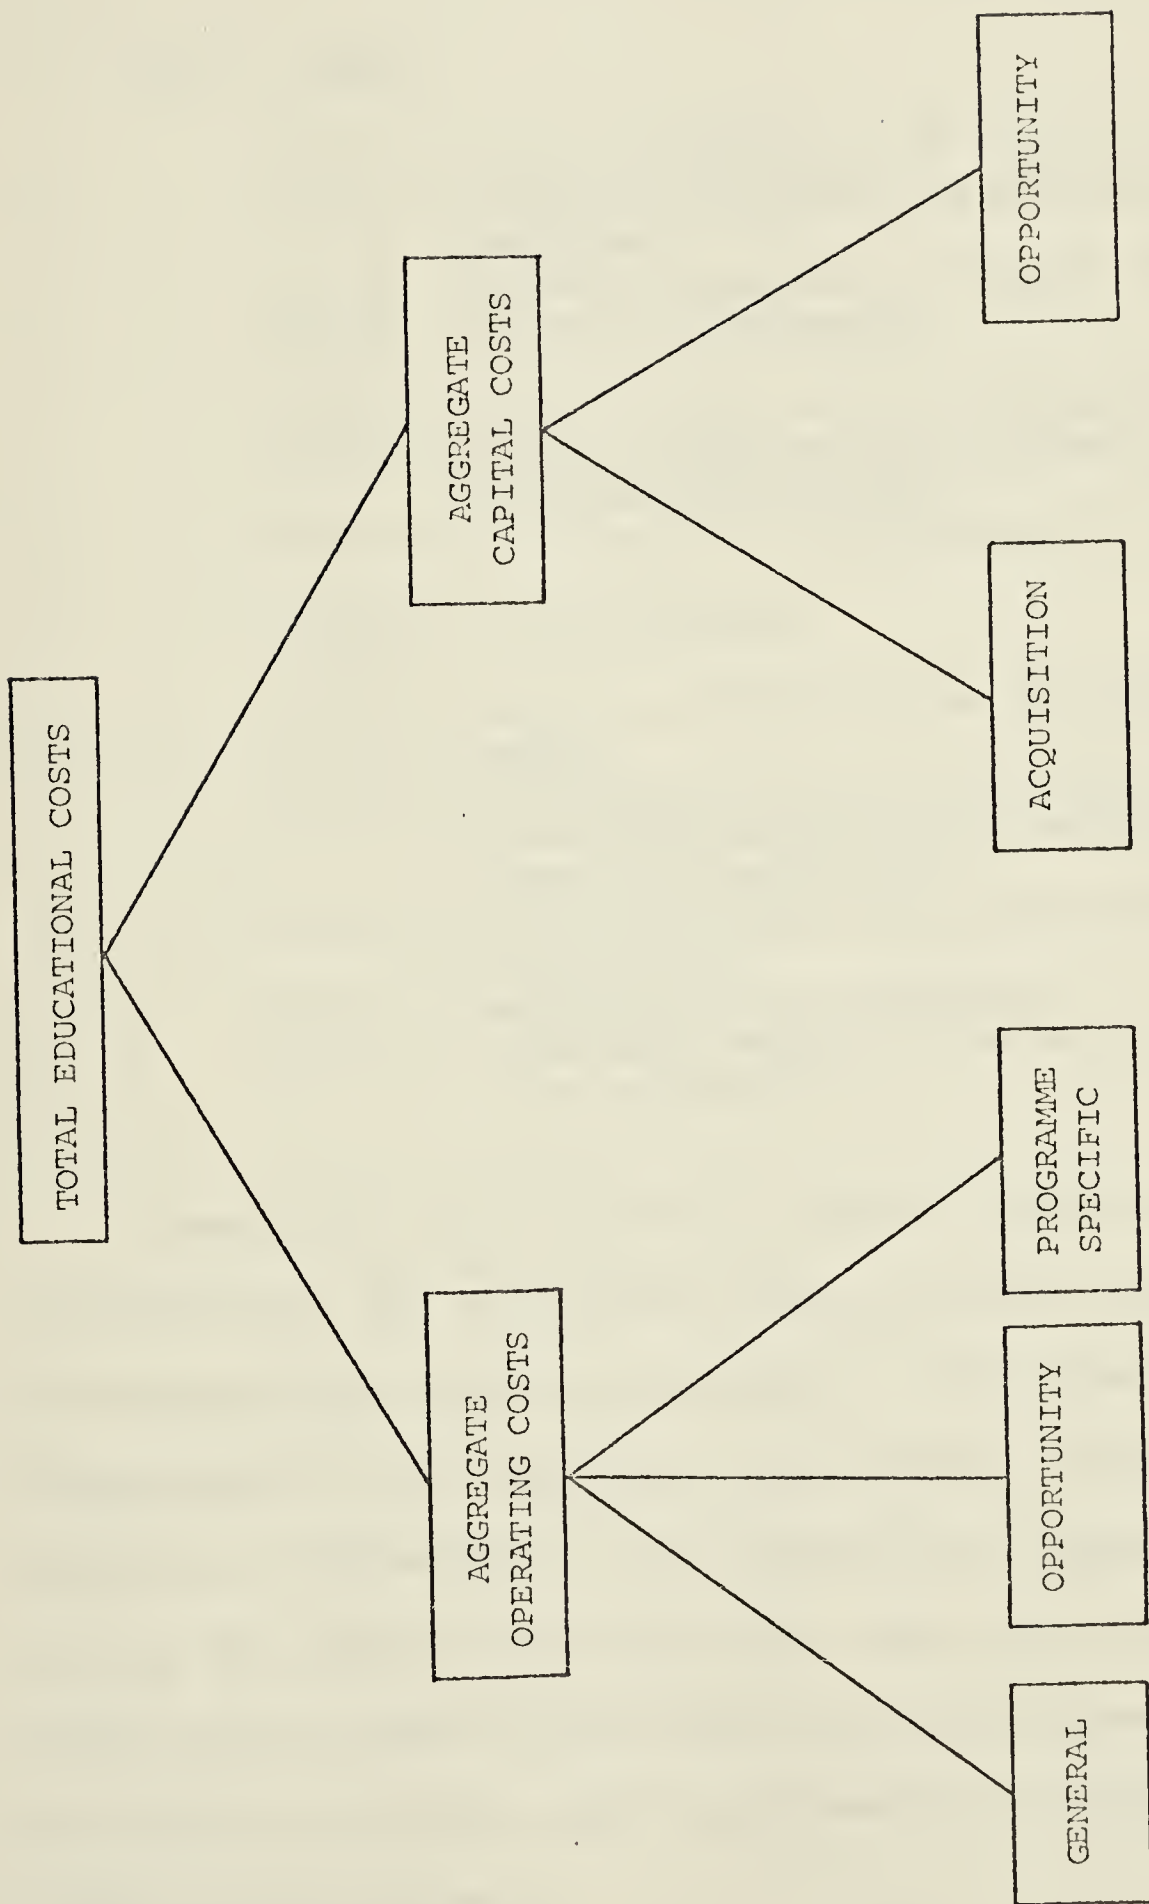 TOTAL EDUCATIONAL COSTS
AGGREGATE
OPERATING COSTS
AGGREGATE
CAPITAL COSTS
GENERAL
OPPORTUNITY
PROGRAMME
SPECIFIC
ACQUISITION
OPPORTUNITY